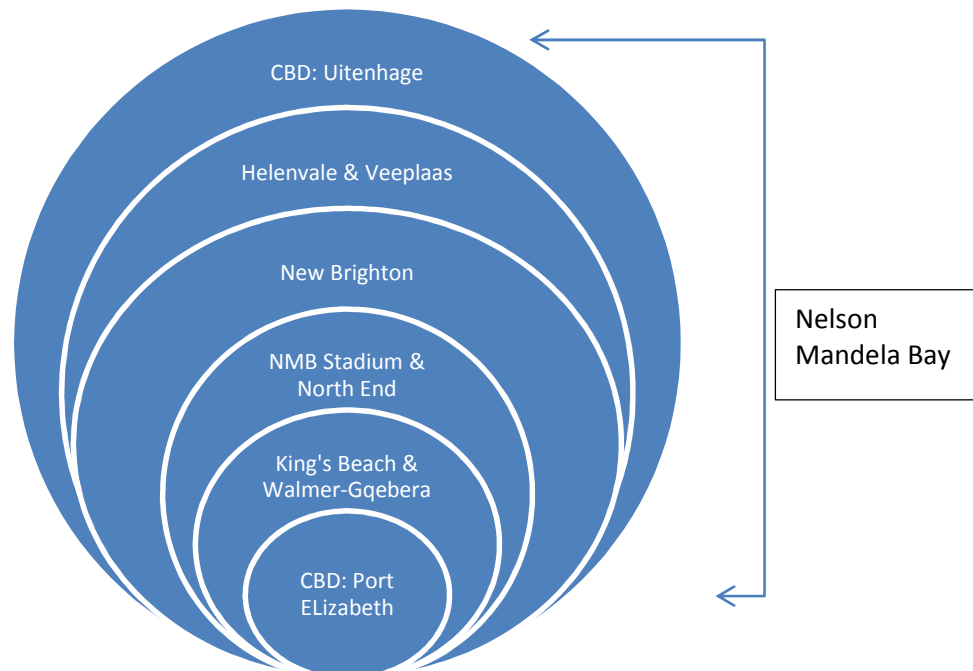 CBD: Uitenhage
Helenvale & Veeplaas
New Brighton
NMB Stadium &
North End
King's Beach &
Walmer-Gqebera
CBD: Port
ELizabeth
Nelson
Mandela Bay